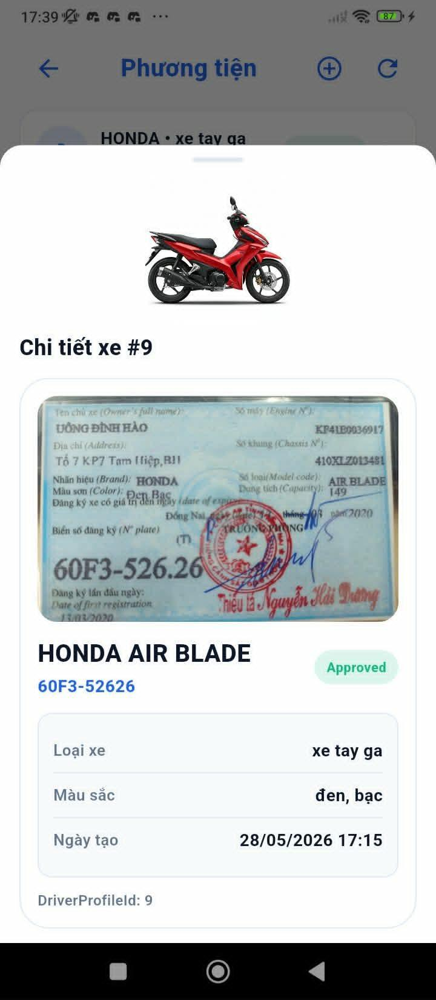 17:39
87
Phương tiện
HONDA • xe tay ga
Chi tiết xe #9
Tên chủ xe (Owner's full name):
UÔNG ĐÌNH HÀO
Số máy (Engine Nº):
KF41E0036917
Địa chỉ (Address):
Tổ 7 KP7 Tam Hiệp,BH
Số khung (Chassis Nº):
410XLZ013481
Nhãn hiệu (Brand): HONDA
Số loại(Model code): AIR BLADE
Màu sơn (Color): Đen Bạc
Dung tích (Capacity): 149
Đăng ký xe có giá trị đến ngày (date of expiry)
Đồng Nai, ngày tháng 03 năm 2020
Biển số đăng ký (Nº plate)
(T)
TRƯỞNG PHÒNG
60F3-526.26
Đăng ký lần đầu ngày:
Date of first registration
13/03/2020
Thiếu tá Nguyễn Hải Dương
HONDA AIR BLADE
Approved
60F3-52626
Loại xe
xe tay ga
Màu sắc
đen, bạc
Ngày tạo
28/05/2026 17:15
DriverProfileId: 9